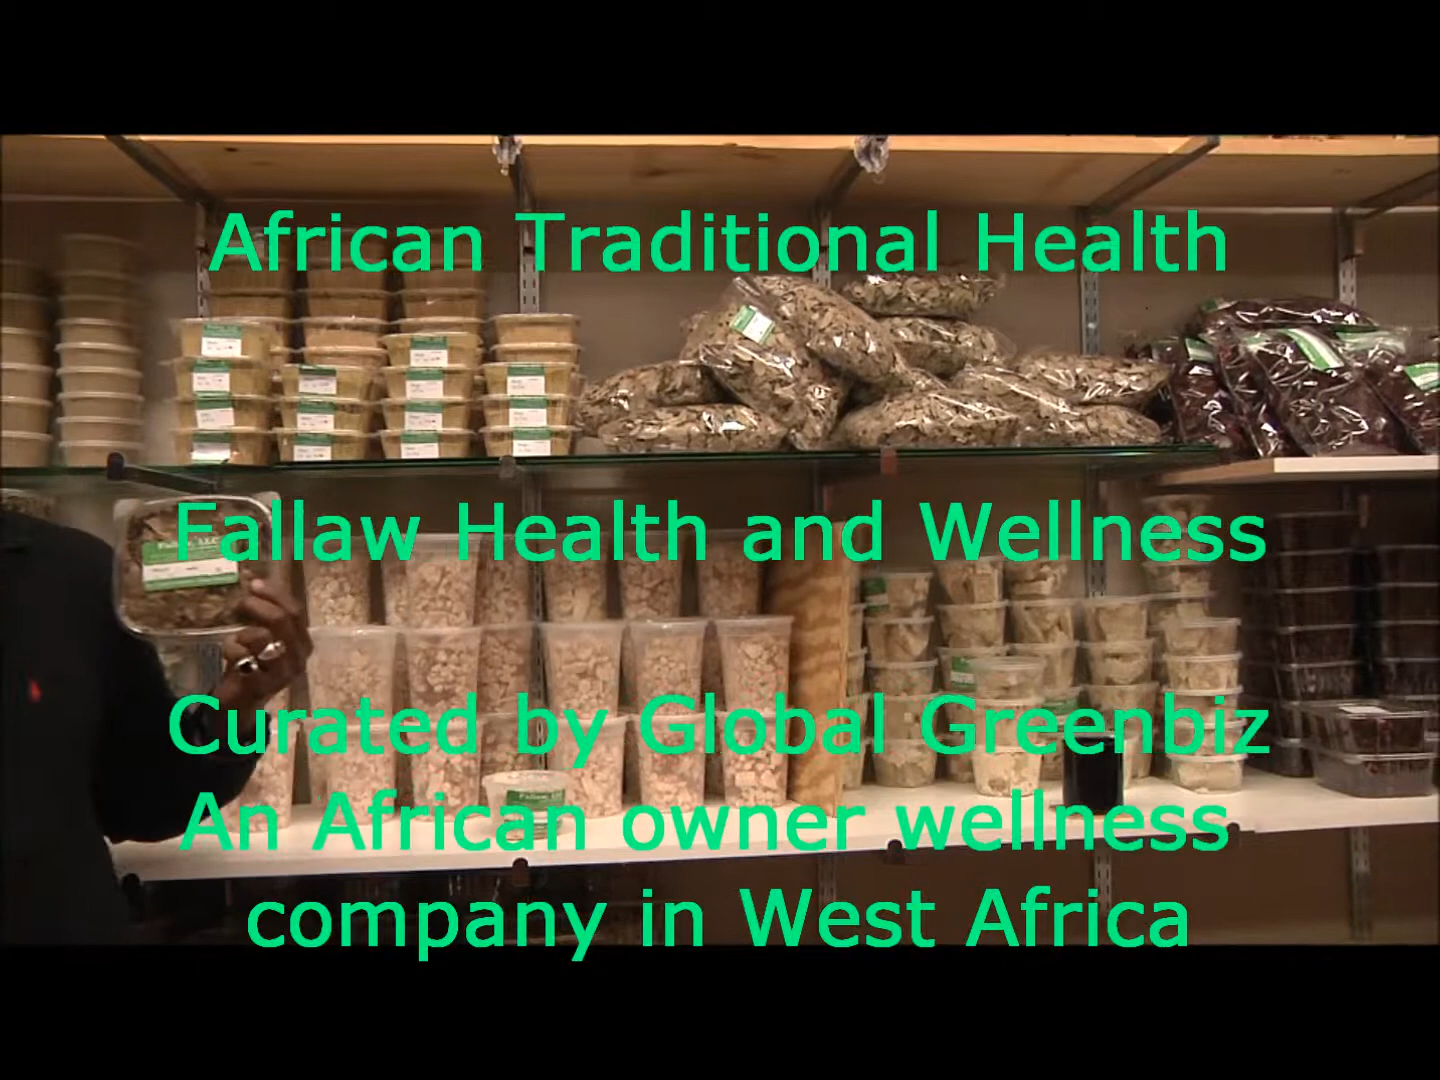 African Traditional Health
Fallaw Health and Wellness
Curated by Global Greenbiz
An African owner wellness
company in West Africa